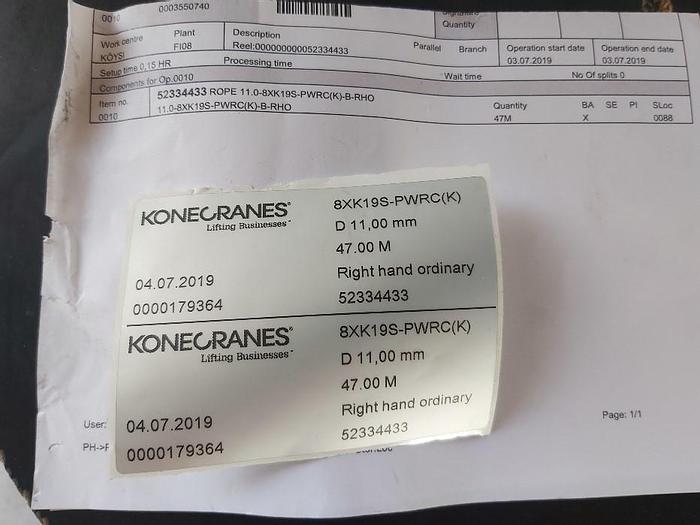 0010 0003550740
Signature
Quantity
Work centre Plant Description Parallel Branch Operation start date Operation end date
KÖYSI FI08 Reel:000000000052334433 03.07.2019 03.07.2019
Setup time 0,15 HR Processing time Wait time No Of splits 0
Components for Op.0010
Item no. 52334433 ROPE 11.0-8XK19S-PWRC(K)-B-RHO Quantity BA SE PI SLoc
0010 11.0-8XK19S-PWRC(K)-B-RHO 47M X 0088
KONECRANES®
Lifting Businesses™
8XK19S-PWRC(K)
D 11,00 mm
47.00 M
04.07.2019 Right hand ordinary
0000179364 52334433
KONECRANES®
Lifting Businesses™
8XK19S-PWRC(K)
D 11,00 mm
47.00 M
04.07.2019 Right hand ordinary
0000179364 52334433
User: Page: 1/1